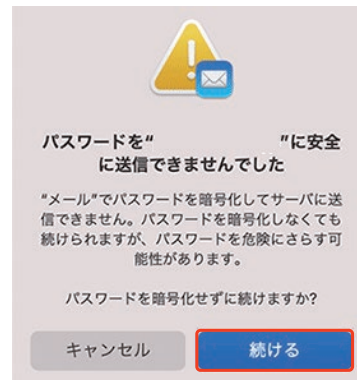 パスワードを“ ”に安全
に送信できませんでした
“メール”でパスワードを暗号化してサーバに送
信できません。パスワードを暗号化しなくても
続けられますが、パスワードを危険にさらす可
能性があります。
パスワードを暗号化せずに続けますか?
キャンセル
続ける